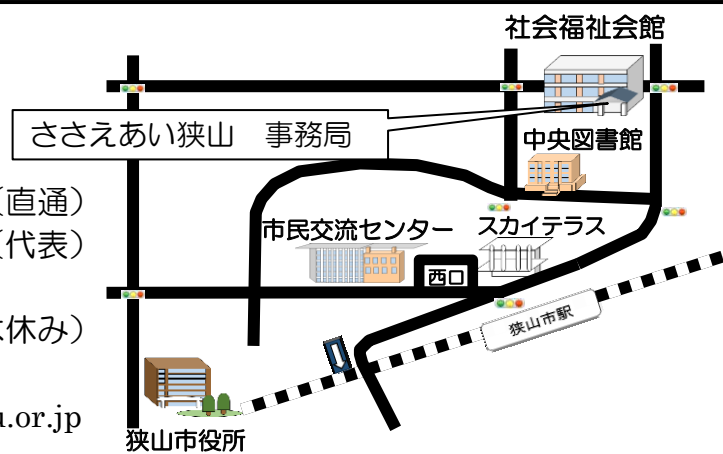 社会福祉会館
ささえあい狭山　事務局
中央図書館
（直通）
（代表）
市民交流センター
スカイテラス
西口
狭山市駅
休み）
u.or.jp
狭山市役所